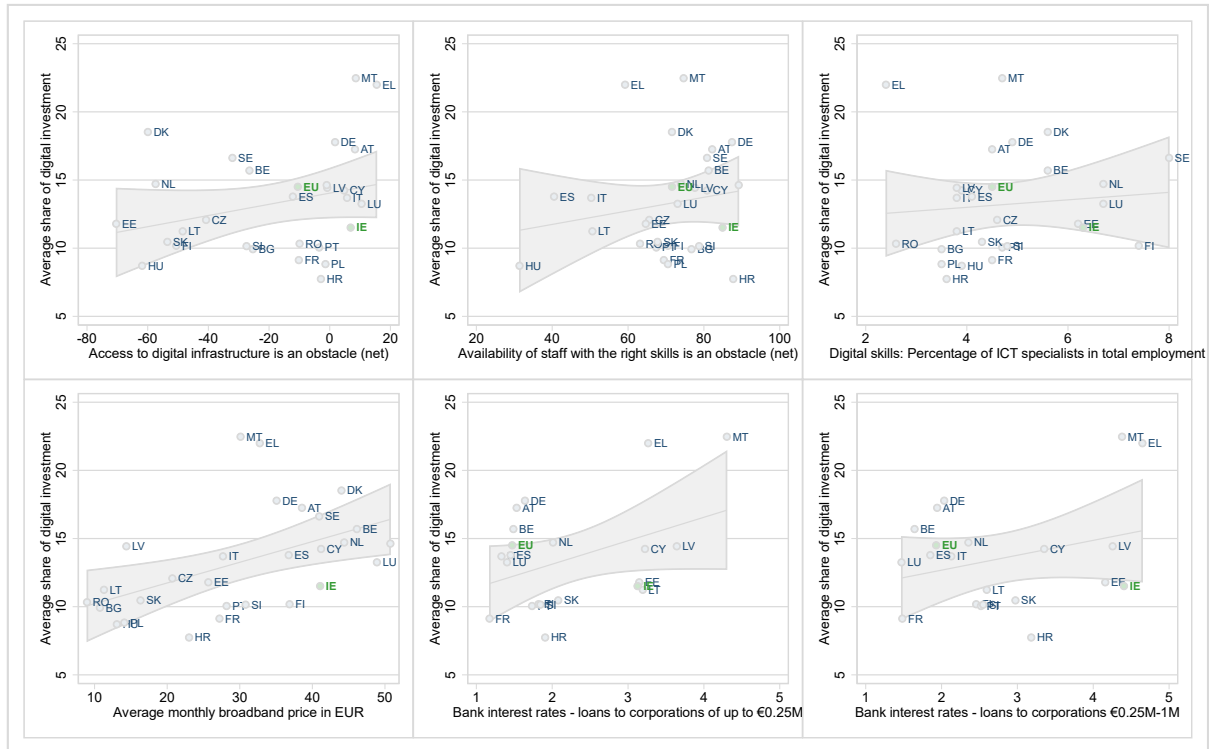 Average share of digital investment
25
20
15
10
5
MT
EL
DK
DE
AT
SE
BE
NL
EU
LV
CY
ES
IT
LU
EE
CZ
IE
LT
SK
FI
SI
BG
RO
PT
FR
PL
HU
HR
-80 -60 -40 -20 0 20
Access to digital infrastructure is an obstacle (net)
Average share of digital investment
25
20
15
10
5
MT
EL
DK
DE
AT
SE
BE
NL
EU
LV
CY
ES
IT
LU
CZ
EE
IE
LT
SK
FI
SI
BG
PT
FR
PL
HU
HR
20 40 60 80 100
Availability of staff with the right skills is an obstacle (net)
Average share of digital investment
25
20
15
10
5
EL
MT
DK
DE
AT
SE
BE
NL
EU
CY
ES
LU
CZ
EE
IE
LT
SK
RO
FI
BG
FR
PL
HU
HR
2 4 6 8
Digital skills: Percentage of ICT specialists in total employment
Average share of digital investment
25
20
15
10
5
MT
EL
DK
DE
AT
SE
BE
LV
NL
IT
ES
CY
LU
CZ
EE
IE
LT
RO
SK
BG
PT
SI
FI
FR
PL
HR
10 20 30 40 50
Average monthly broadband price in EUR
Average share of digital investment
25
20
15
10
5
MT
EL
DE
AT
BE
NL
EU
CY
LV
ES
LU
EE
IE
LT
SK
SI
FR
HR
1 2 3 4 5
Bank interest rates - loans to corporations of up to €0.25M
Average share of digital investment
25
20
15
10
5
MT
EL
DE
AT
BE
EU
NL
CY
LV
ES
IT
LU
EE
IE
LT
SK
FR
HR
1 2 3 4 5
Bank interest rates - loans to corporations €0.25M-1M